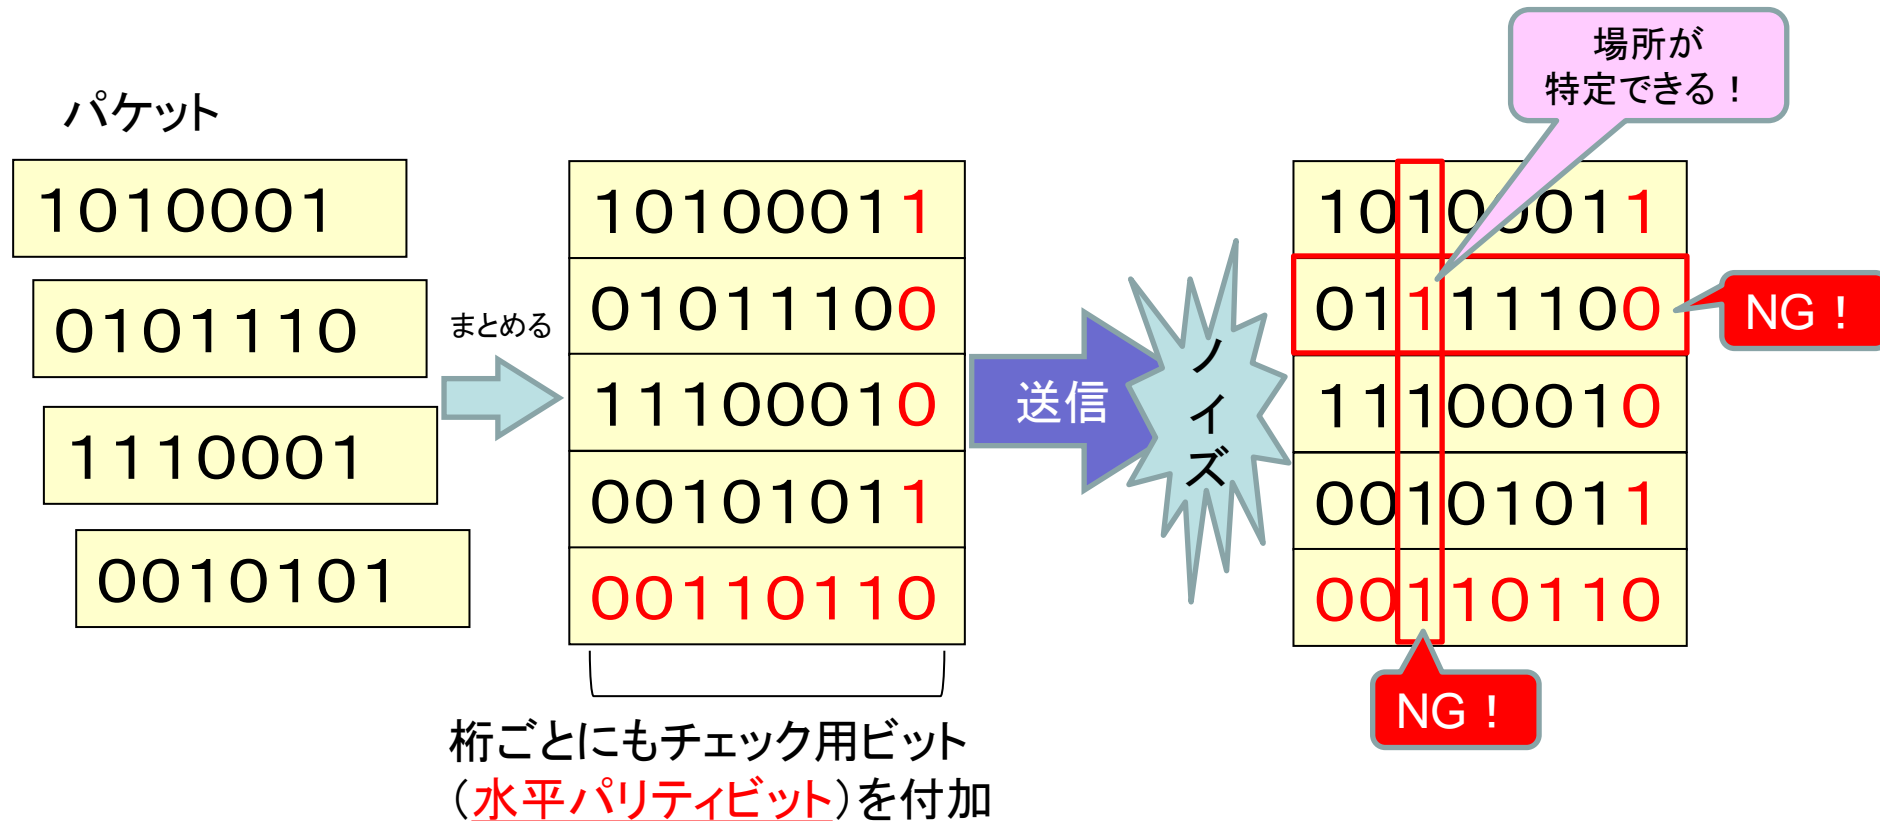 パケット
1010001
0101110
1110001
0010101
まとめる
10100011
01011100
11100010
00101011
00110110
桁ごとにもチェック用ビット
（水平パリティビット）を付加
送信
ノイズ
場所が
特定できる！
10100011
01111100
11100010
00101011
00110110
NG！
NG！